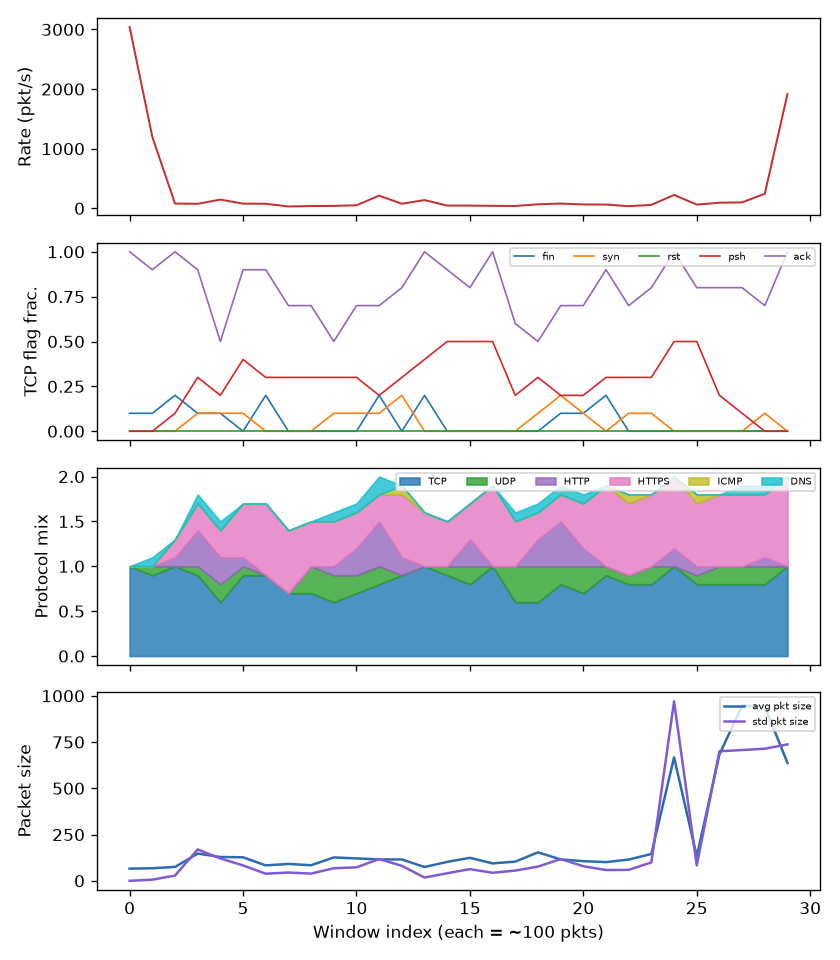 3000
2000
1000
0
Rate (pkt/s)
1.00
0.75
0.50
0.25
0.00
TCP flag frac.
fin syn rst psh ack
2.0
1.5
1.0
0.5
0.0
Protocol mix
TCP UDP HTTP HTTPS ICMP DNS
1000
750
500
250
0
Packet size
avg pkt size
std pkt size
0 5 10 15 20 25 30
Window index (each = ~100 pkts)